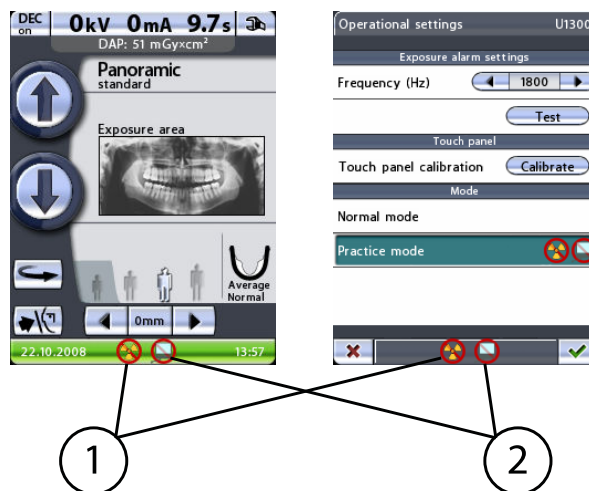 DEC
on
0kV 0mA 9.7s
DAP: 51 mGy×cm²
Panoramic
standard
Exposure area
Average
Normal
0mm
22.10.2008 13:57
Operational settings U1300
Exposure alarm settings
Frequency (Hz) 1800
Test
Touch panel
Touch panel calibration Calibrate
Mode
Normal mode
Practice mode
1 2